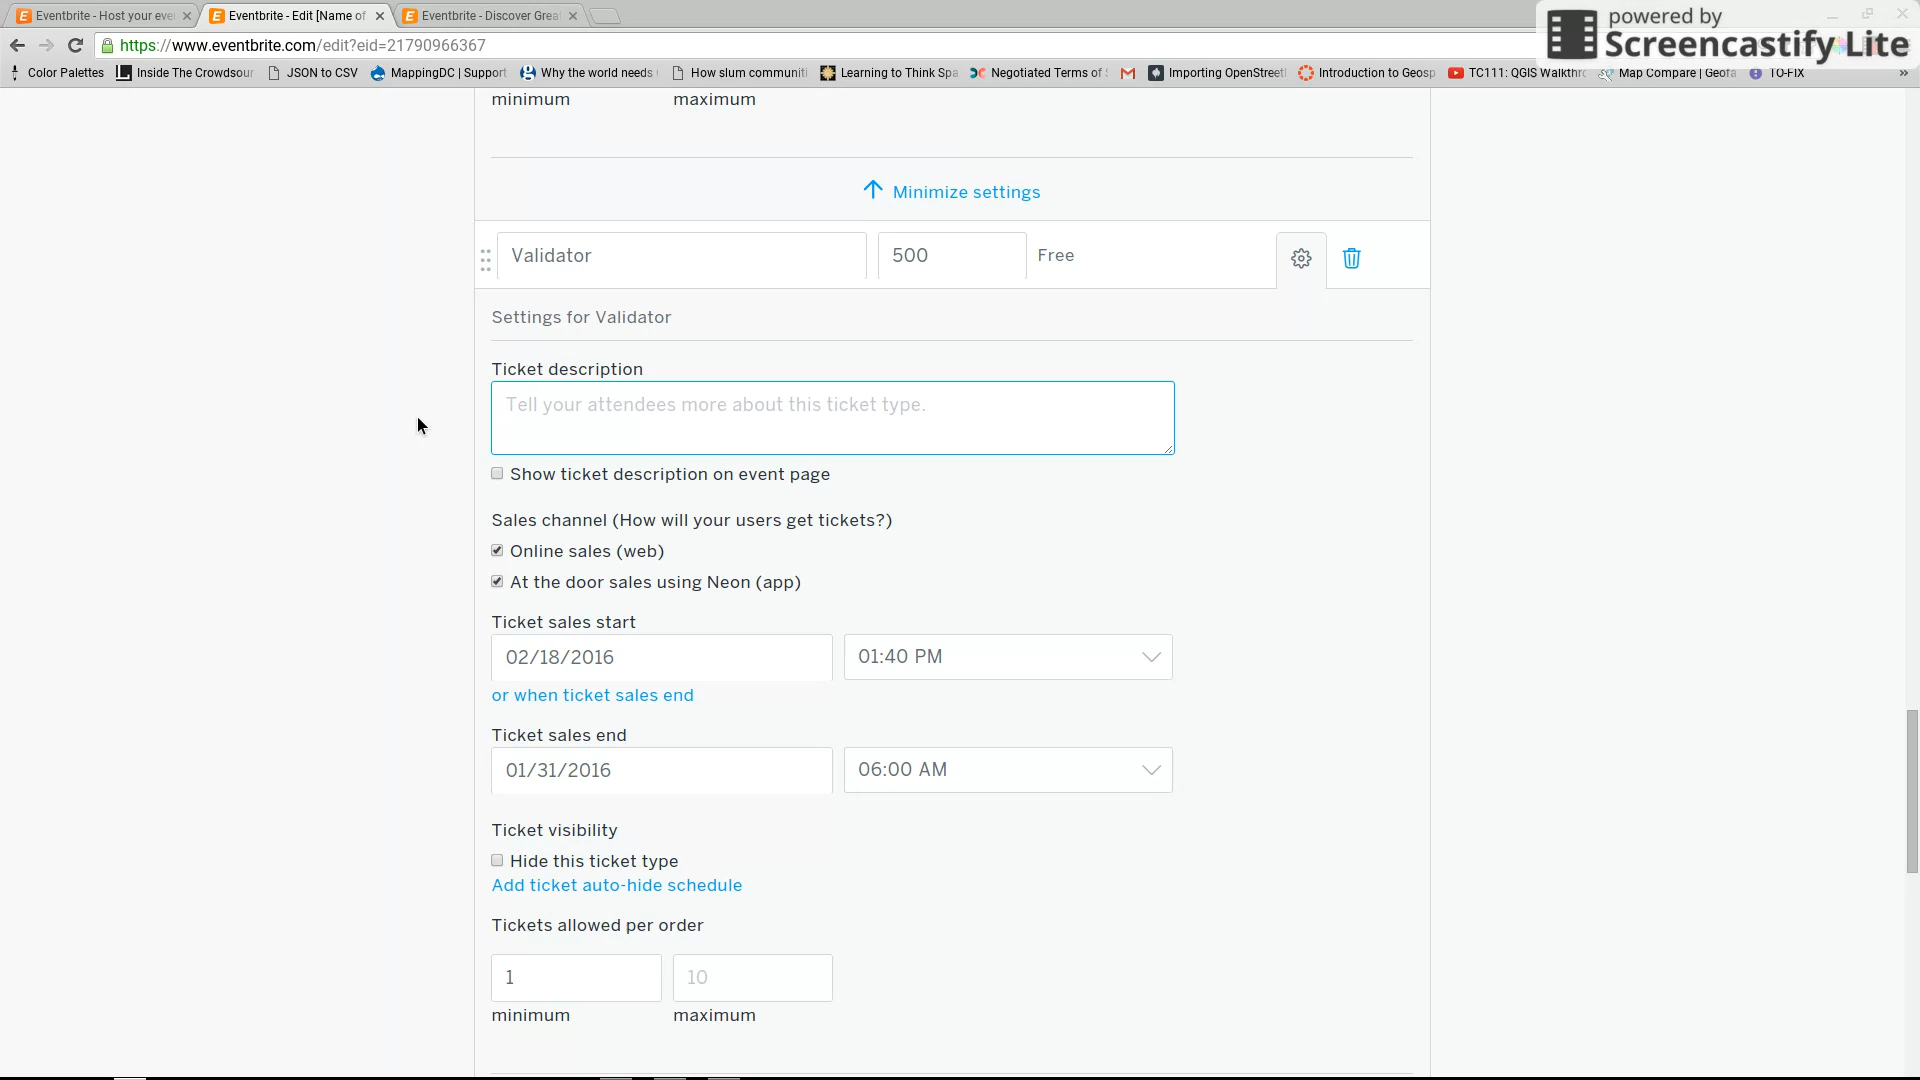 Eventbrite - Host your eve
Eventbrite - Edit [Name of
Eventbrite - Discover Grea
powered by
Screencastify Lite
https://www.eventbrite.com/edit?eid=21790966367
Color Palettes
Inside The Crowdsour
JSON to CSV
MappingDC | Support
Why the world needs
How slum communiti
Learning to Think Spa
Negotiated Terms of S
Importing OpenStreet
Introduction to Geosp
TC111: QGIS Walkthro
Map Compare | Geofa
TO-FIX
»
minimum
maximum
Minimize settings
Validator
500
Free
Settings for Validator
Ticket description
Tell your attendees more about this ticket type.
Show ticket description on event page
Sales channel (How will your users get tickets?)
Online sales (web)
At the door sales using Neon (app)
Ticket sales start
02/18/2016
01:40 PM
or when ticket sales end
Ticket sales end
01/31/2016
06:00 AM
Ticket visibility
Hide this ticket type
Add ticket auto-hide schedule
Tickets allowed per order
1
10
minimum
maximum